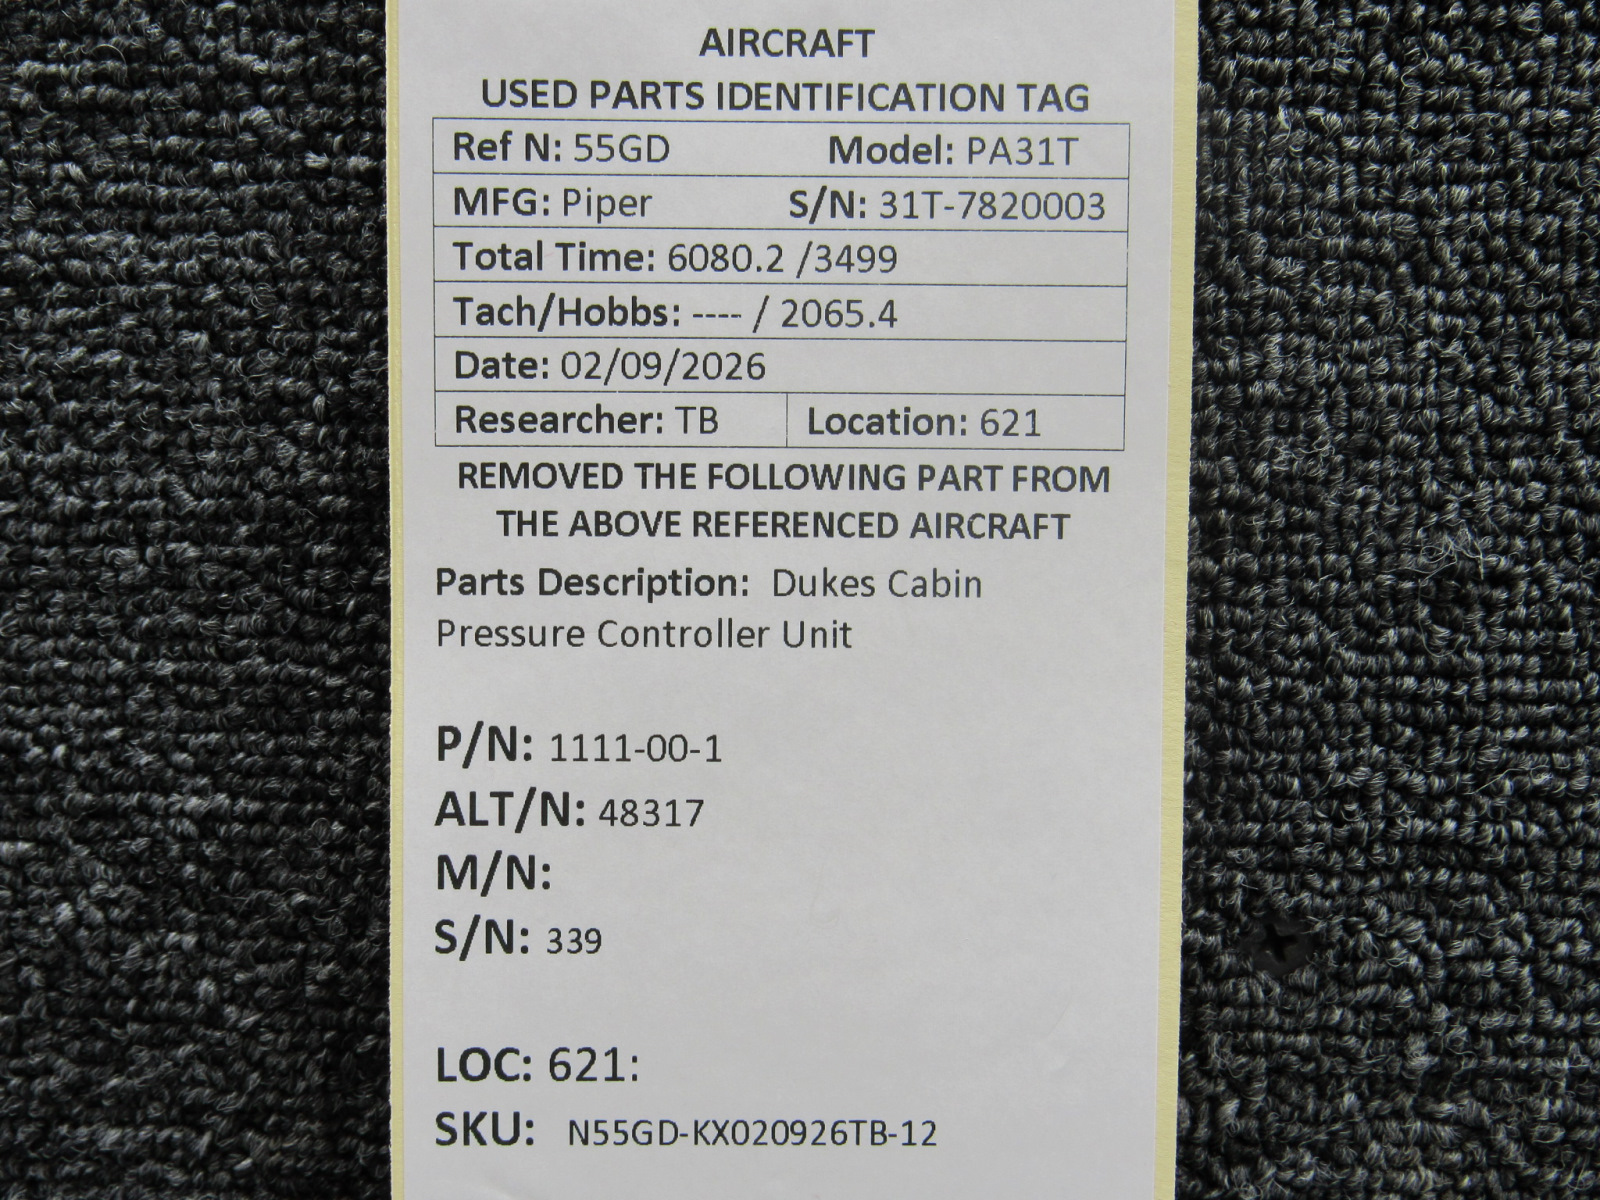 AIRCRAFT
USED PARTS IDENTIFICATION TAG
Ref N: 55GD Model: PA31T
MFG: Piper S/N: 31T-7820003
Total Time: 6080.2 /3499
Tach/Hobbs: ---- / 2065.4
Date: 02/09/2026
Researcher: TB Location: 621
REMOVED THE FOLLOWING PART FROM
THE ABOVE REFERENCED AIRCRAFT
Parts Description: Dukes Cabin
Pressure Controller Unit
P/N: 1111-00-1
ALT/N: 48317
M/N:
S/N: 339
LOC: 621:
SKU: N55GD-KX020926TB-12